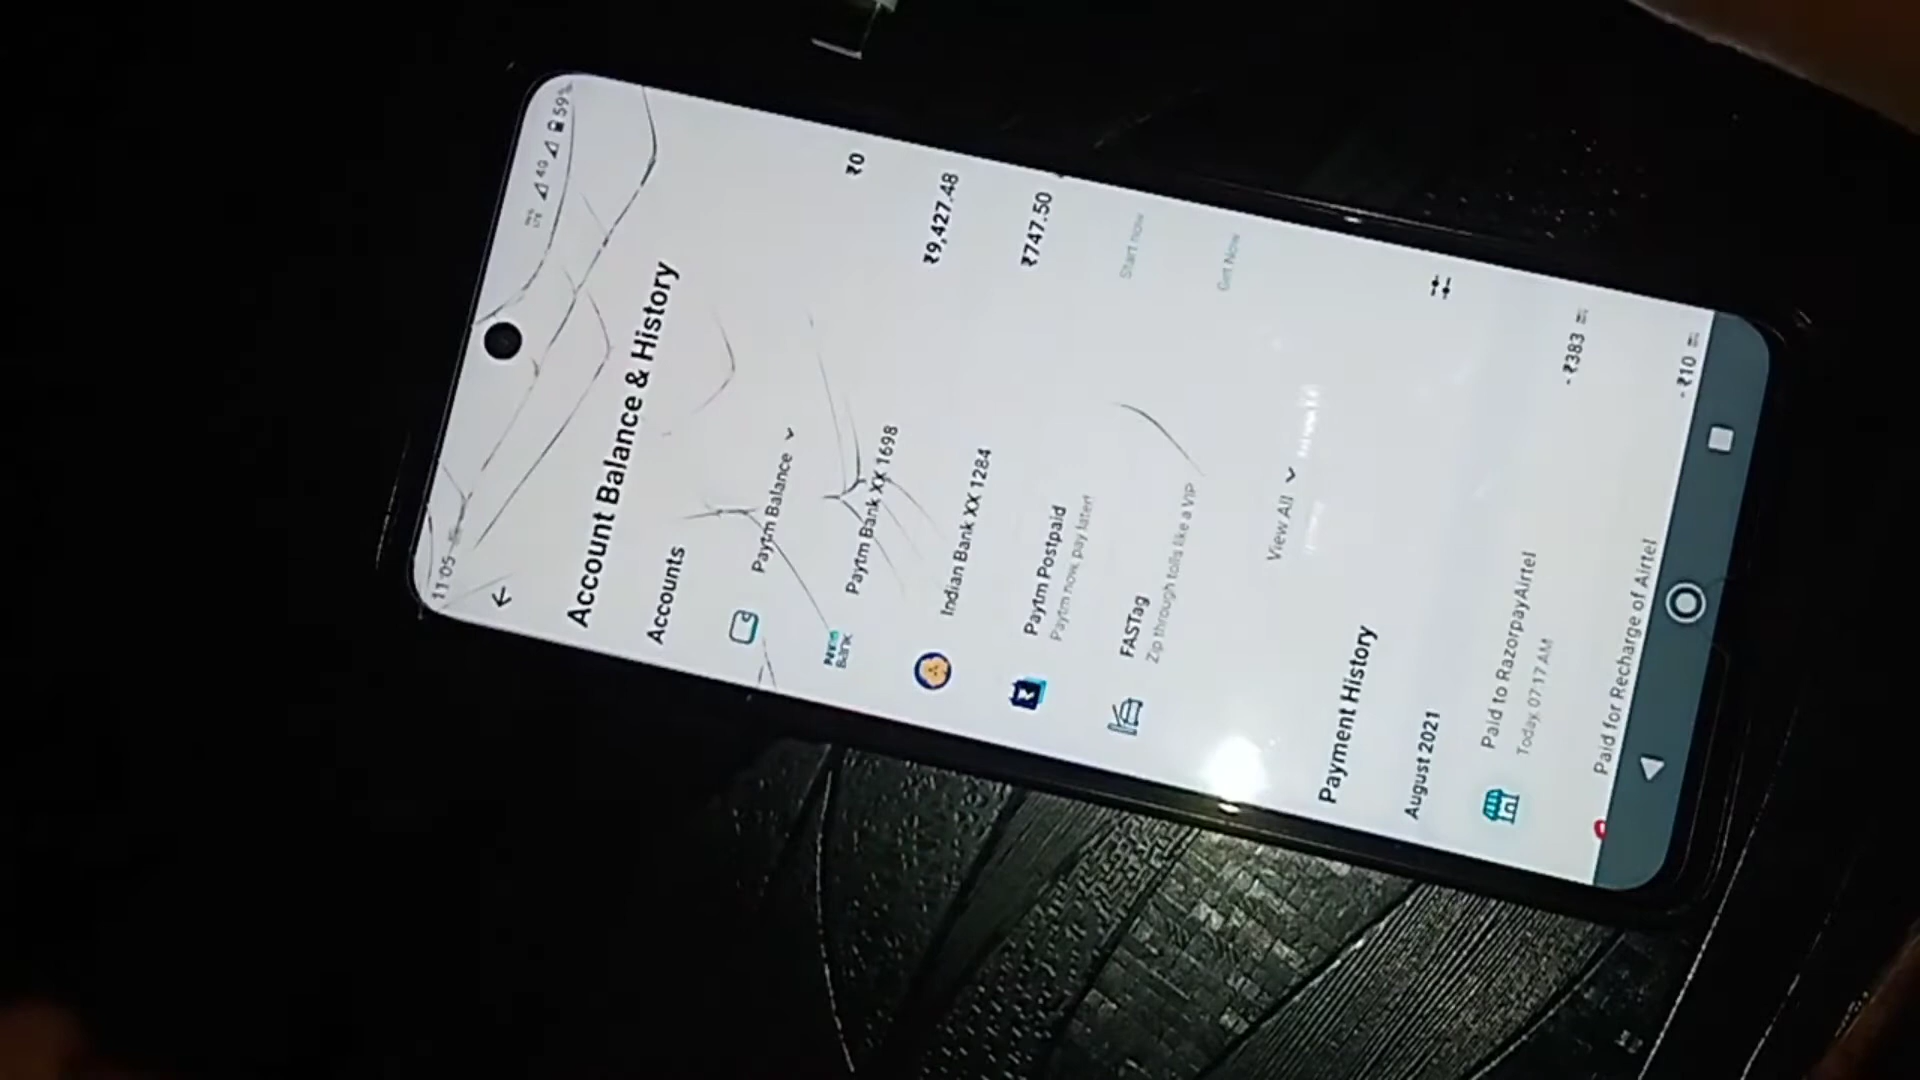 11:05
4G 59%
Account Balance & History
Accounts
Paytm Balance
₹0
Paytm Bank XX 1698
₹9,427.48
Indian Bank XX 1284
₹747.50
Paytm Postpaid
Paytm now, pay later!
Start now
FASTag
Zip through tolls like a VIP
Get Now
View All
Payment History
August 2021
Paid to RazorpayAirtel
Today, 07:17 AM
- ₹383
Paid for Recharge of Airtel
- ₹10